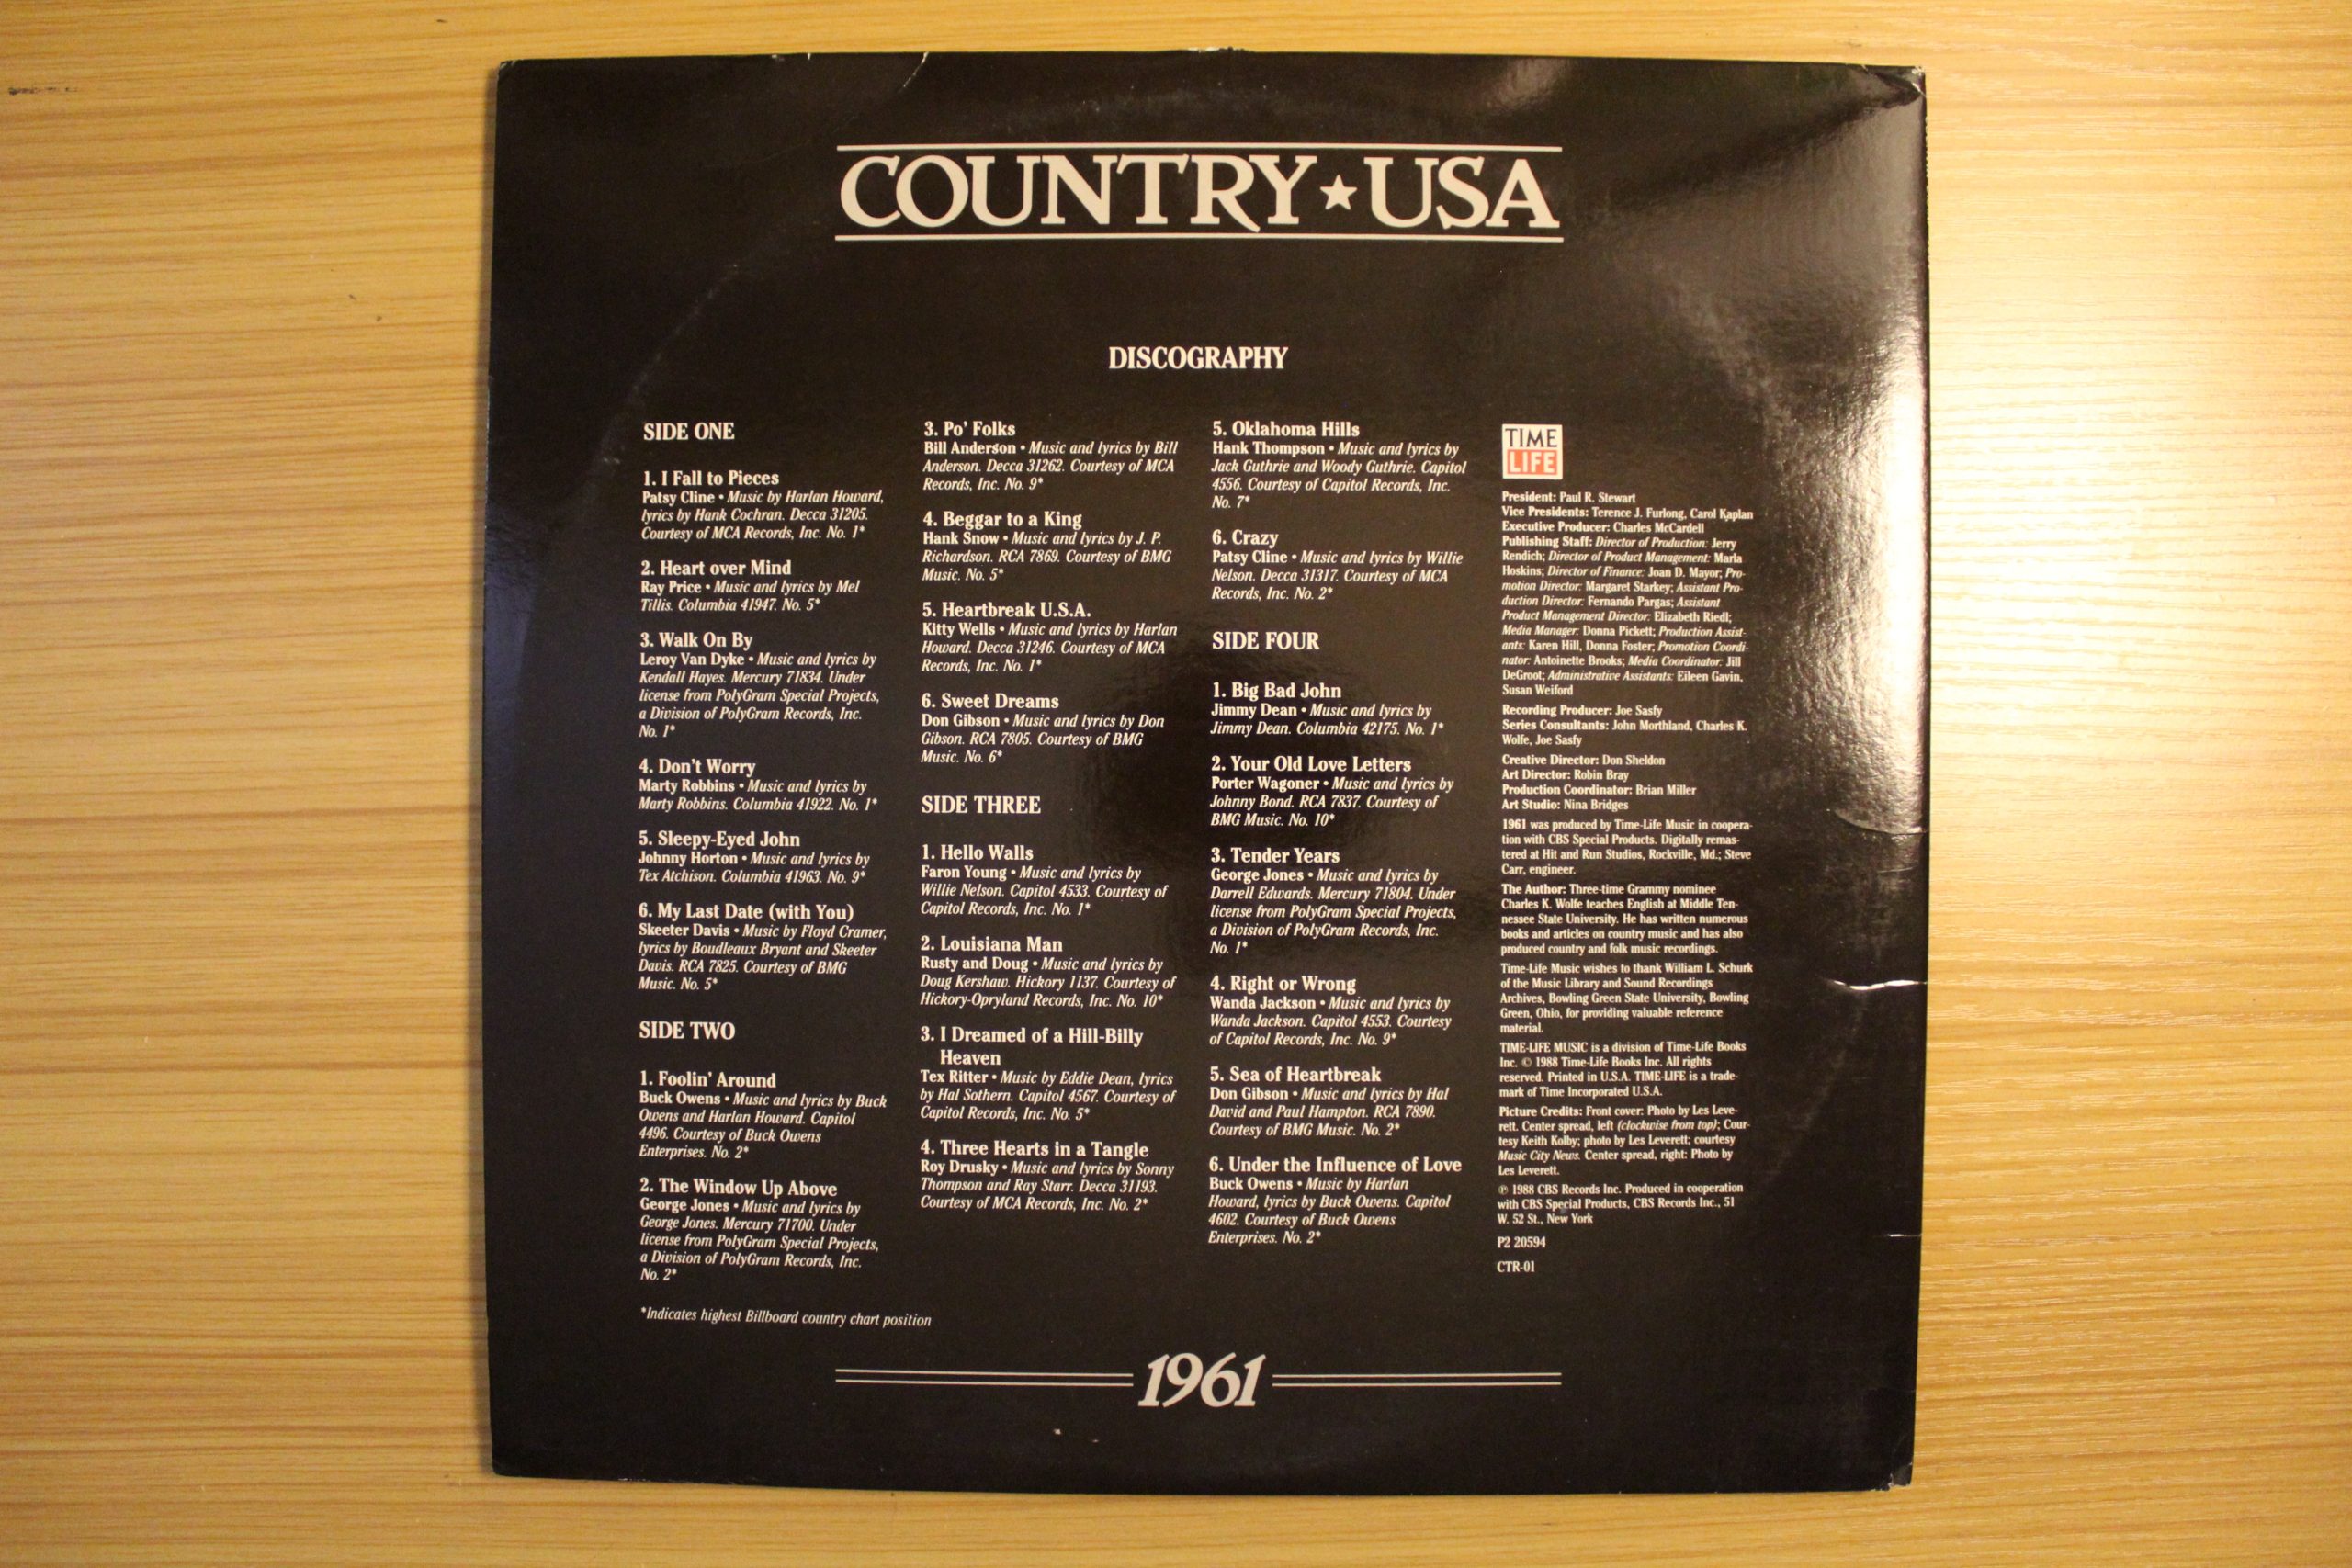 COUNTRY★USA
DISCOGRAPHY
SIDE ONE
1. I Fall to Pieces
Patsy Cline • Music by Harlan Howard,
lyrics by Hank Cochran. Decca 31205.
Courtesy of MCA Records, Inc. No. 1*
2. Heart over Mind
Ray Price • Music and lyrics by Mel
Tillis. Columbia 41947. No. 5*
3. Walk On By
Leroy Van Dyke • Music and lyrics by
Kendall Hayes. Mercury 71834. Under
license from PolyGram Special Projects,
a Division of PolyGram Records, Inc.
No. 1*
4. Don't Worry
Marty Robbins • Music and lyrics by
Marty Robbins. Columbia 41922. No. 1*
5. Sleepy-Eyed John
Johnny Horton • Music and lyrics by
Tex Atchison. Columbia 41963. No. 9*
6. My Last Date (with You)
Skeeter Davis • Music by Floyd Cramer,
lyrics by Boudleaux Bryant and Skeeter
Davis. RCA 7825. Courtesy of BMG
Music. No. 5*
SIDE TWO
1. Foolin' Around
Buck Owens • Music and lyrics by Buck
Owens and Harlan Howard. Capitol
4496. Courtesy of Buck Owens
Enterprises. No. 2*
2. The Window Up Above
George Jones • Music and lyrics by
George Jones. Mercury 71700. Under
license from PolyGram Special Projects,
a Division of PolyGram Records, Inc.
No. 2*
3. Po' Folks
Bill Anderson • Music and lyrics by Bill
Anderson. Decca 31262. Courtesy of MCA
Records, Inc. No. 9*
4. Beggar to a King
Hank Snow • Music and lyrics by J. P.
Richardson. RCA 7869. Courtesy of BMG
Music. No. 5*
5. Heartbreak U.S.A.
Kitty Wells • Music and lyrics by Harlan
Howard. Decca 31246. Courtesy of MCA
Records, Inc. No. 1*
6. Sweet Dreams
Don Gibson • Music and lyrics by Don
Gibson. RCA 7805. Courtesy of BMG
Music. No. 6*
SIDE THREE
1. Hello Walls
Faron Young • Music and lyrics by
Willie Nelson. Capitol 4533. Courtesy of
Capitol Records, Inc. No. 1*
2. Louisiana Man
Rusty and Doug • Music and lyrics by
Doug Kershaw. Hickory 1137. Courtesy of
Hickory-Opryland Records, Inc. No. 10*
3. I Dreamed of a Hill-Billy
Heaven
Tex Ritter • Music by Eddie Dean, lyrics
by Hal Sothern. Capitol 4567. Courtesy of
Capitol Records, Inc. No. 5*
4. Three Hearts in a Tangle
Roy Drusky • Music and lyrics by Sonny
Thompson and Ray Starr. Decca 31193.
Courtesy of MCA Records, Inc. No. 2*
5. Oklahoma Hills
Hank Thompson • Music and lyrics by
Jack Guthrie and Woody Guthrie. Capitol
4556. Courtesy of Capitol Records, Inc.
No. 7*
6. Crazy
Patsy Cline • Music and lyrics by Willie
Nelson. Decca 31317. Courtesy of MCA
Records, Inc. No. 2*
SIDE FOUR
1. Big Bad John
Jimmy Dean • Music and lyrics by
Jimmy Dean. Columbia 42175. No. 1*
2. Your Old Love Letters
Porter Wagoner • Music and lyrics by
Johnny Bond. RCA 7837. Courtesy of
BMG Music. No. 10*
3. Tender Years
George Jones • Music and lyrics by
Darrell Edwards. Mercury 71804. Under
license from PolyGram Special Projects,
a Division of PolyGram Records, Inc.
No. 1*
4. Right or Wrong
Wanda Jackson • Music and lyrics by
Wanda Jackson. Capitol 4553. Courtesy
of Capitol Records, Inc. No. 9*
5. Sea of Heartbreak
Don Gibson • Music and lyrics by Hal
David and Paul Hampton. RCA 7890.
Courtesy of BMG Music. No. 2*
6. Under the Influence of Love
Buck Owens • Music by Harlan
Howard, lyrics by Buck Owens. Capitol
4602. Courtesy of Buck Owens
Enterprises. No. 2*
TIME
LIFE
President: Paul R. Stewart
Vice Presidents: Terence J. Furlong, Carol Kaplan
Executive Producer: Charles McCardell
Publishing Staff: Director of Production: Jerry
Rendich; Director of Product Management: Marla
Hoskins; Director of Finance: Joan D. Mayor; Pro-
motion Director: Margaret Starkey; Assistant Pro-
duction Director: Fernando Pargas; Assistant
Product Management Director: Elizabeth Riedl;
Media Manager: Donna Pickett; Production Assist-
ants: Karen Hill, Donna Foster; Promotion Coordi-
nator: Antoinette Brooks; Media Coordinator: Jill
DeGroot; Administrative Assistants: Eileen Gavin,
Susan Weiford
Recording Producer: Joe Sasfy
Series Consultants: John Morthland, Charles K.
Wolfe, Joe Sasfy
Creative Director: Don Sheldon
Art Director: Robin Bray
Production Coordinator: Brian Miller
Art Studio: Nina Bridges
1961 was produced by Time-Life Music in coopera-
tion with CBS Special Products. Digitally remas-
tered at Hit and Run Studios, Rockville, Md.; Steve
Carr, engineer.
The Author: Three-time Grammy nominee
Charles K. Wolfe teaches English at Middle Ten-
nessee State University. He has written numerous
books and articles on country music and has also
produced country and folk music recordings.
Time-Life Music wishes to thank William L. Schurk
of the Music Library and Sound Recordings
Archives, Bowling Green State University, Bowling
Green, Ohio, for providing valuable reference
material.
TIME-LIFE MUSIC is a division of Time-Life Books
Inc. © 1988 Time-Life Books Inc. All rights
reserved. Printed in U.S.A. TIME-LIFE is a trade-
mark of Time Incorporated U.S.A.
Picture Credits: Front cover: Photo by Les Leve-
rett. Center spread, left (clockwise from top); Cour-
tesy Keith Kolby; photo by Les Leverett; courtesy
Music City News. Center spread, right: Photo by
Les Leverett.
℗ 1988 CBS Records Inc. Produced in cooperation
with CBS Special Products, CBS Records Inc., 51
W. 52 St., New York
P2 20594
CTR-01
*Indicates highest Billboard country chart position
1961